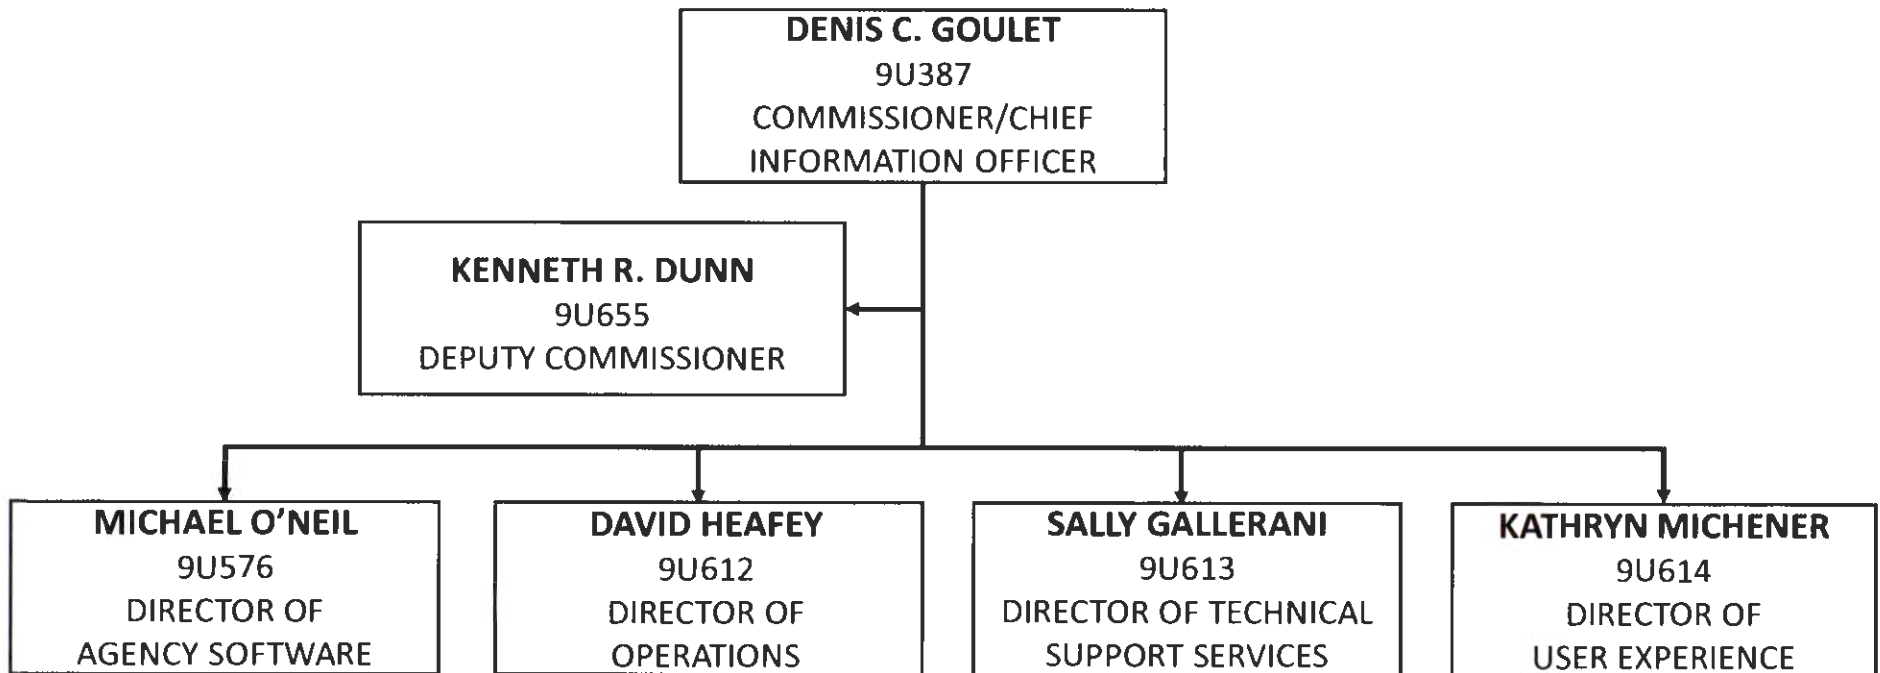 DENIS C. GOULET
9U387
COMMISSIONER/CHIEF
INFORMATION OFFICER
KENNETH R. DUNN
9U655
DEPUTY COMMISSIONER
MICHAEL O'NEIL
9U576
DIRECTOR OF
AGENCY SOFTWARE
DAVID HEAFEY
9U612
DIRECTOR OF
OPERATIONS
SALLY GALLERANI
9U613
DIRECTOR OF TECHNICAL
SUPPORT SERVICES
KATHRYN MICHENER
9U614
DIRECTOR OF
USER EXPERIENCE